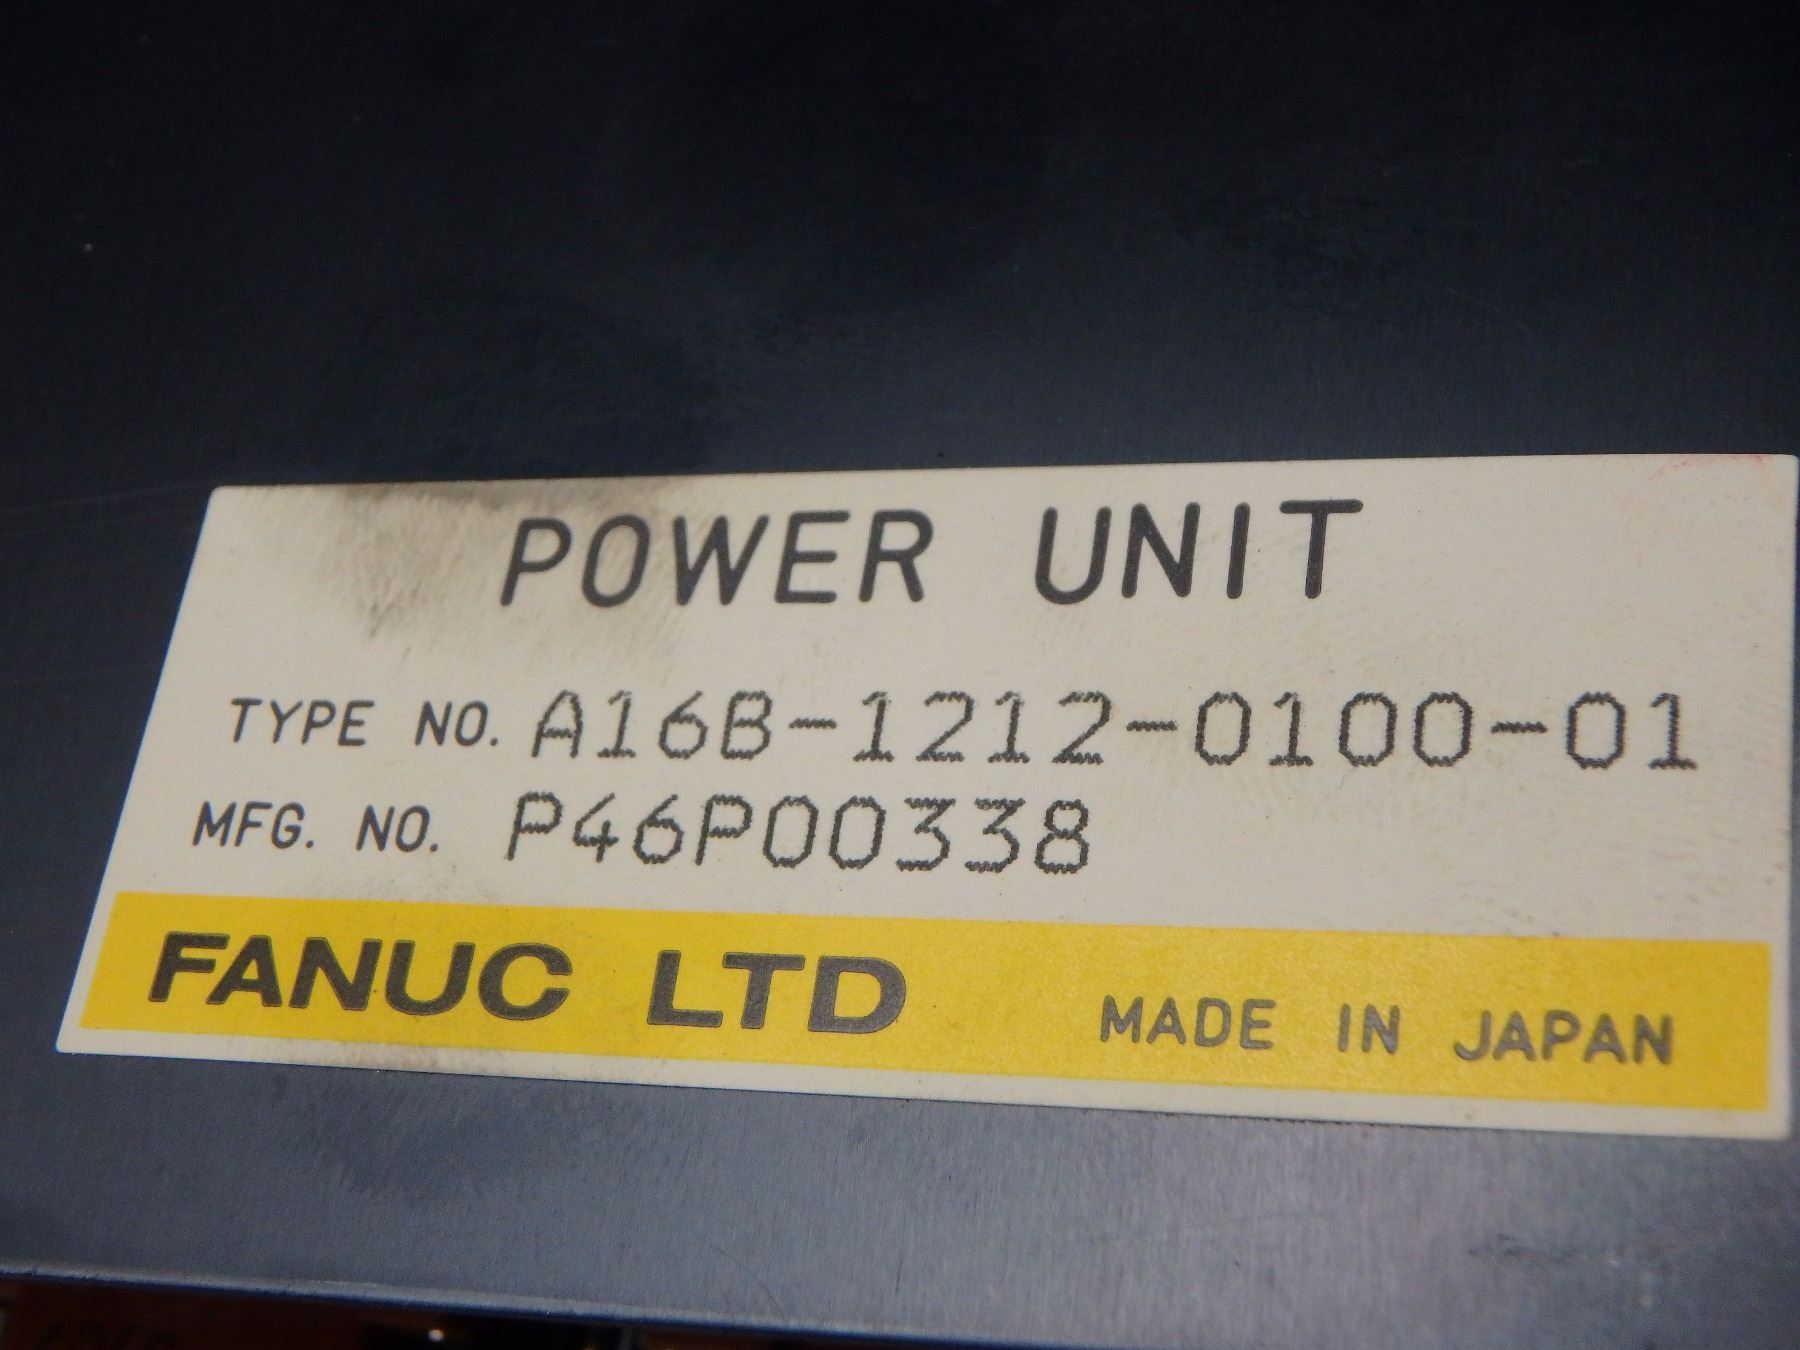 POWER UNIT
TYPE NO. A16B-1212-0100-01
MFG. NO. P46P00338
FANUC LTD MADE IN JAPAN